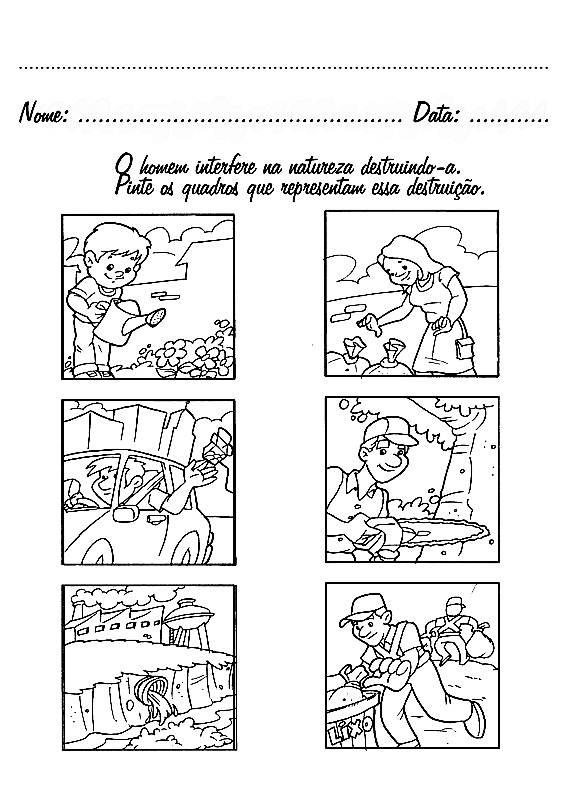 Nome: ........................................... Data: ............
O homem interfere na natureza destruindo-a.
Pinte os quadros que representam essa destruição.
Lixo